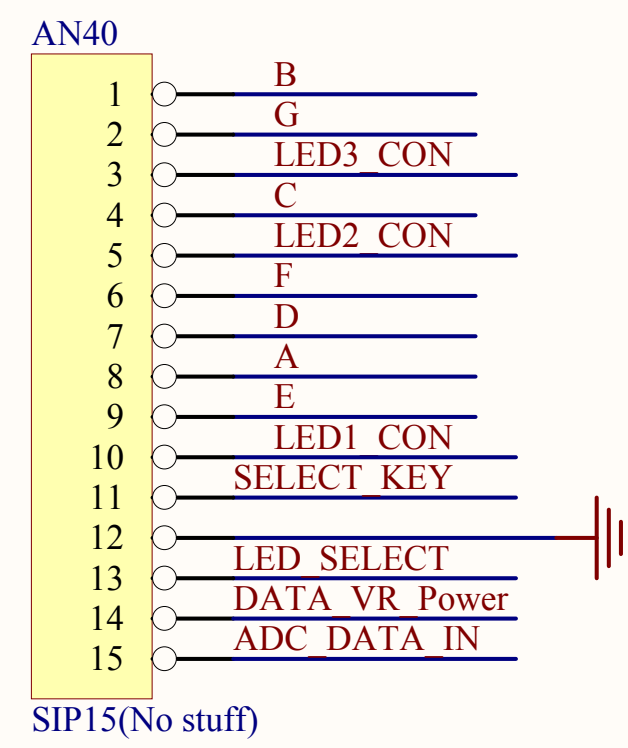 AN40
1 B
2 G
3 LED3_CON
4 C
5 LED2_CON
6 F
7 D
8 A
9 E
10 LED1_CON
11 SELECT_KEY
12
13 LED_SELECT
14 DATA_VR_Power
15 ADC_DATA_IN
SIP15(No stuff)